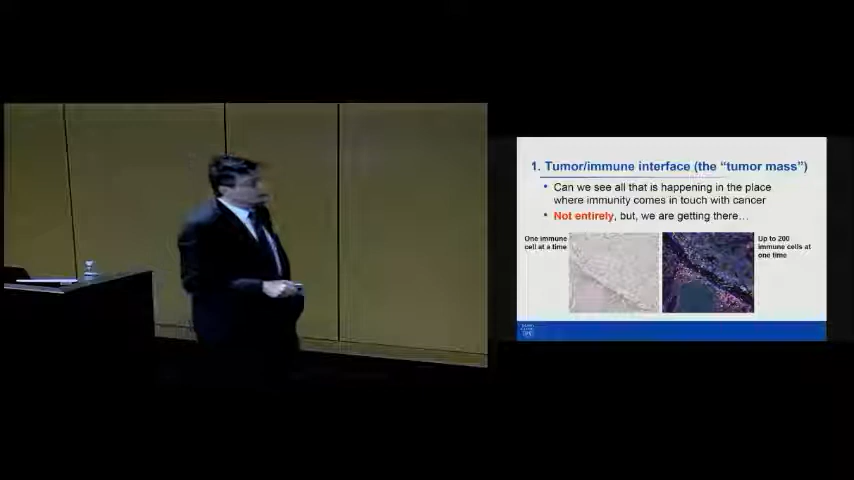 1. Tumor/immune interface (the “tumor mass”)
• Can we see all that is happening in the place
where immunity comes in touch with cancer
• Not entirely, but, we are getting there…
One immune
cell at a time
Up to 200
immune cells at
one time